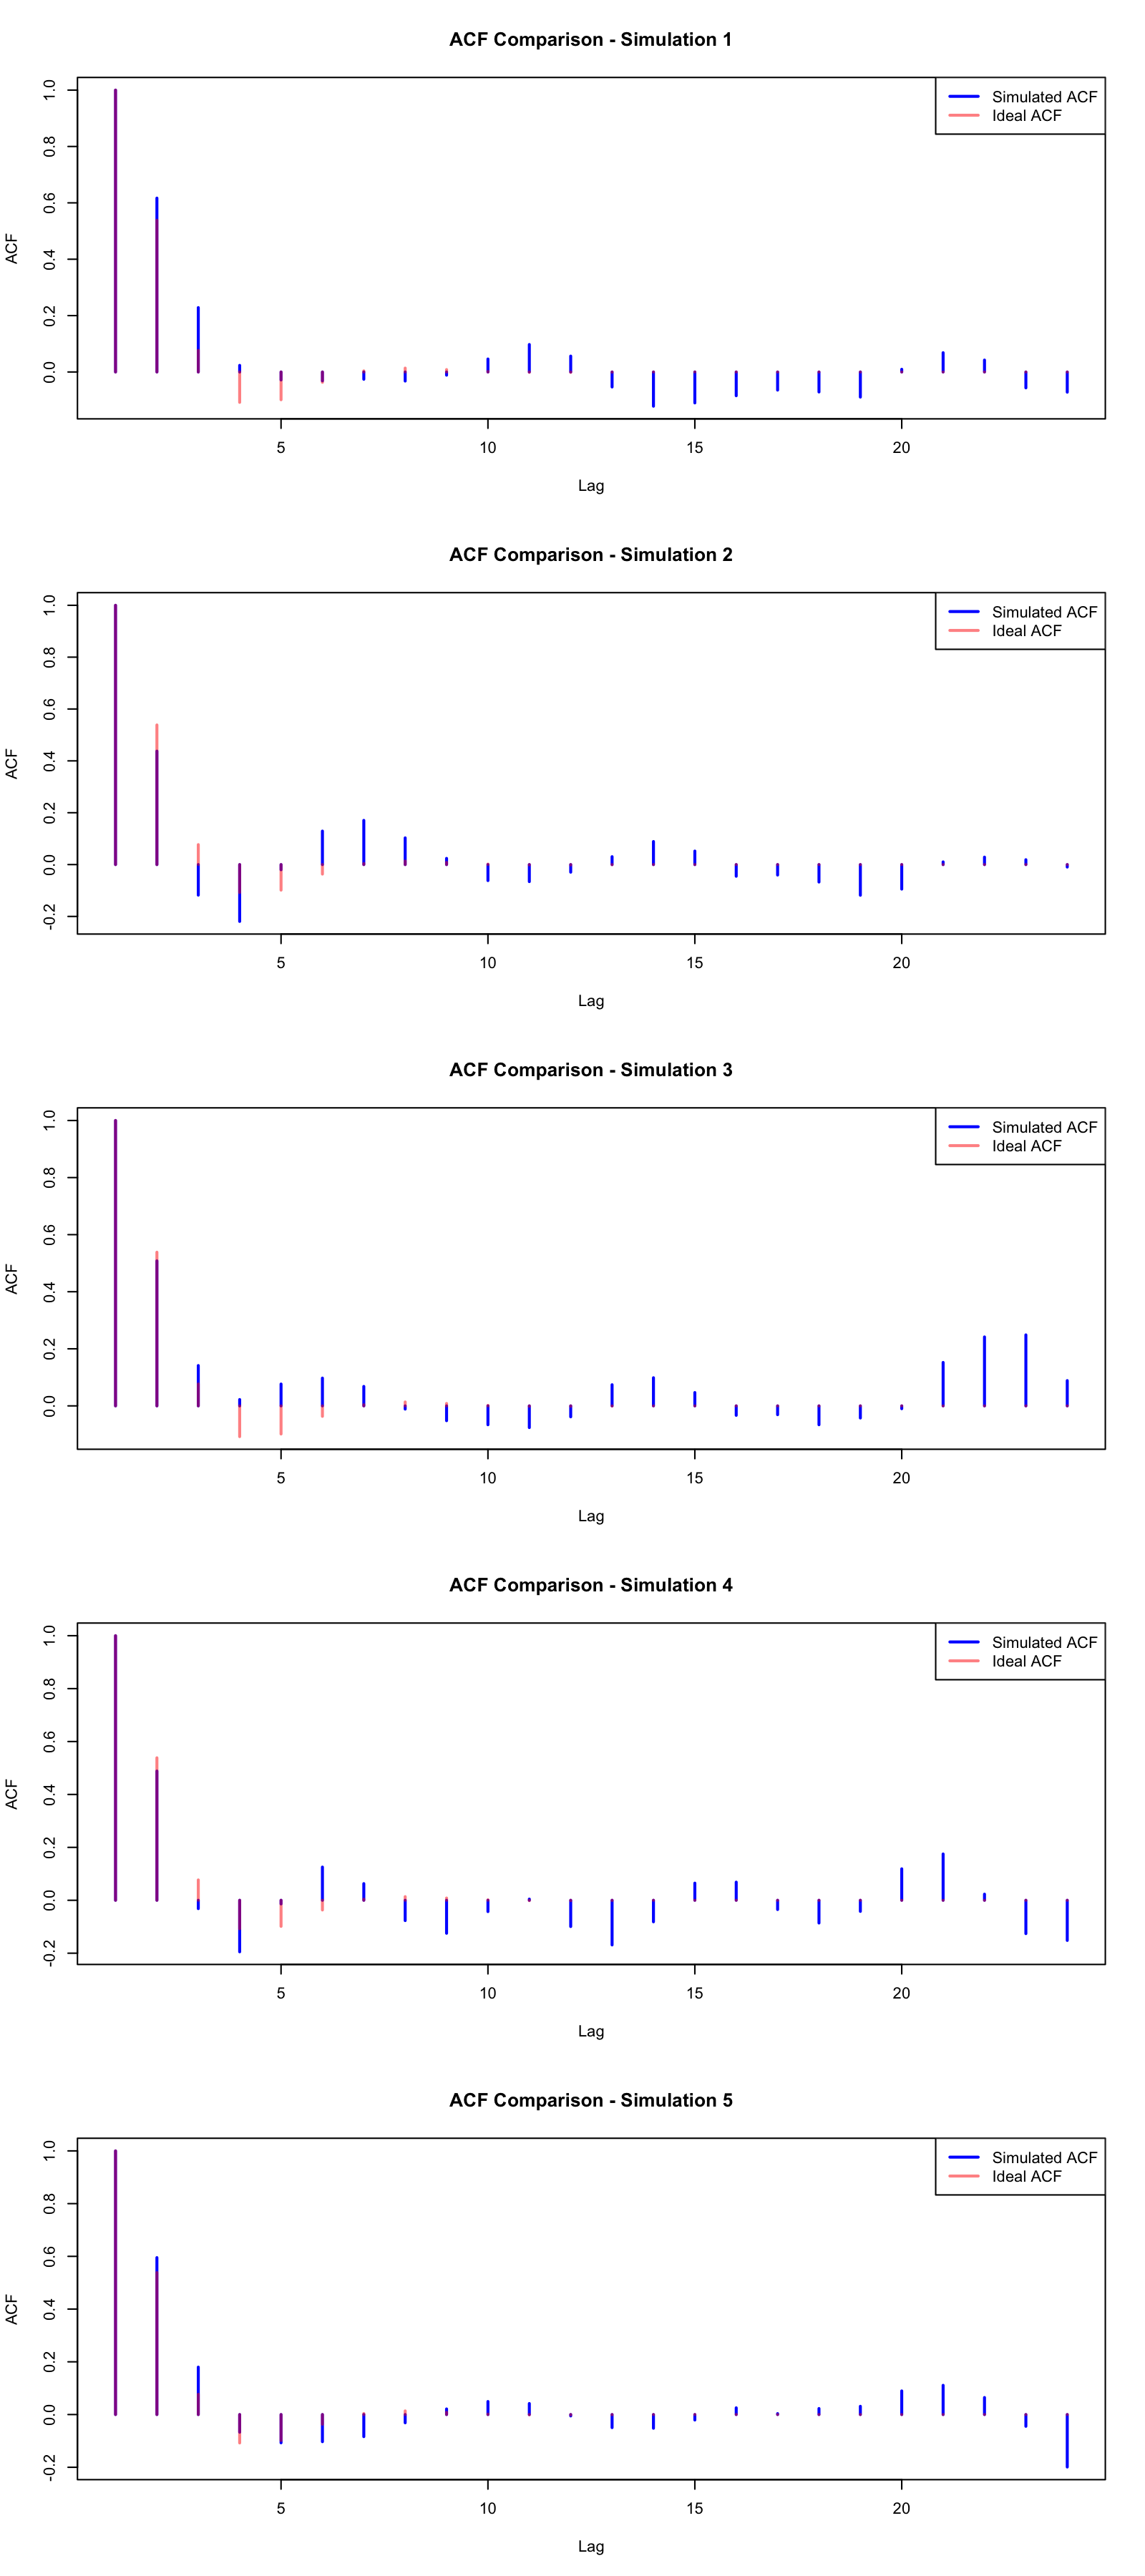 ACF Comparison - Simulation 1
Simulated ACF
Ideal ACF
ACF
1.0
0.8
0.6
0.4
0.2
0.0
5 10 15 20
Lag
ACF Comparison - Simulation 2
Simulated ACF
Ideal ACF
ACF
1.0
0.8
0.6
0.4
0.2
0.0
-0.2
5 10 15 20
Lag
ACF Comparison - Simulation 3
Simulated ACF
Ideal ACF
ACF
1.0
0.8
0.6
0.4
0.2
0.0
5 10 15 20
Lag
ACF Comparison - Simulation 4
Simulated ACF
Ideal ACF
ACF
1.0
0.8
0.6
0.4
0.2
0.0
-0.2
5 10 15 20
Lag
ACF Comparison - Simulation 5
Simulated ACF
Ideal ACF
ACF
1.0
0.8
0.6
0.4
0.2
0.0
-0.2
5 10 15 20
Lag